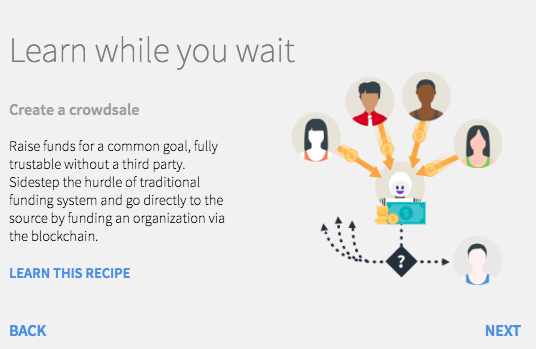 Learn while you wait
Create a crowdsale
Raise funds for a common goal, fully
trustable without a third party.
Sidestep the hurdle of traditional
funding system and go directly to the
source by funding an organization via
the blockchain.
LEARN THIS RECIPE
?
BACK
NEXT